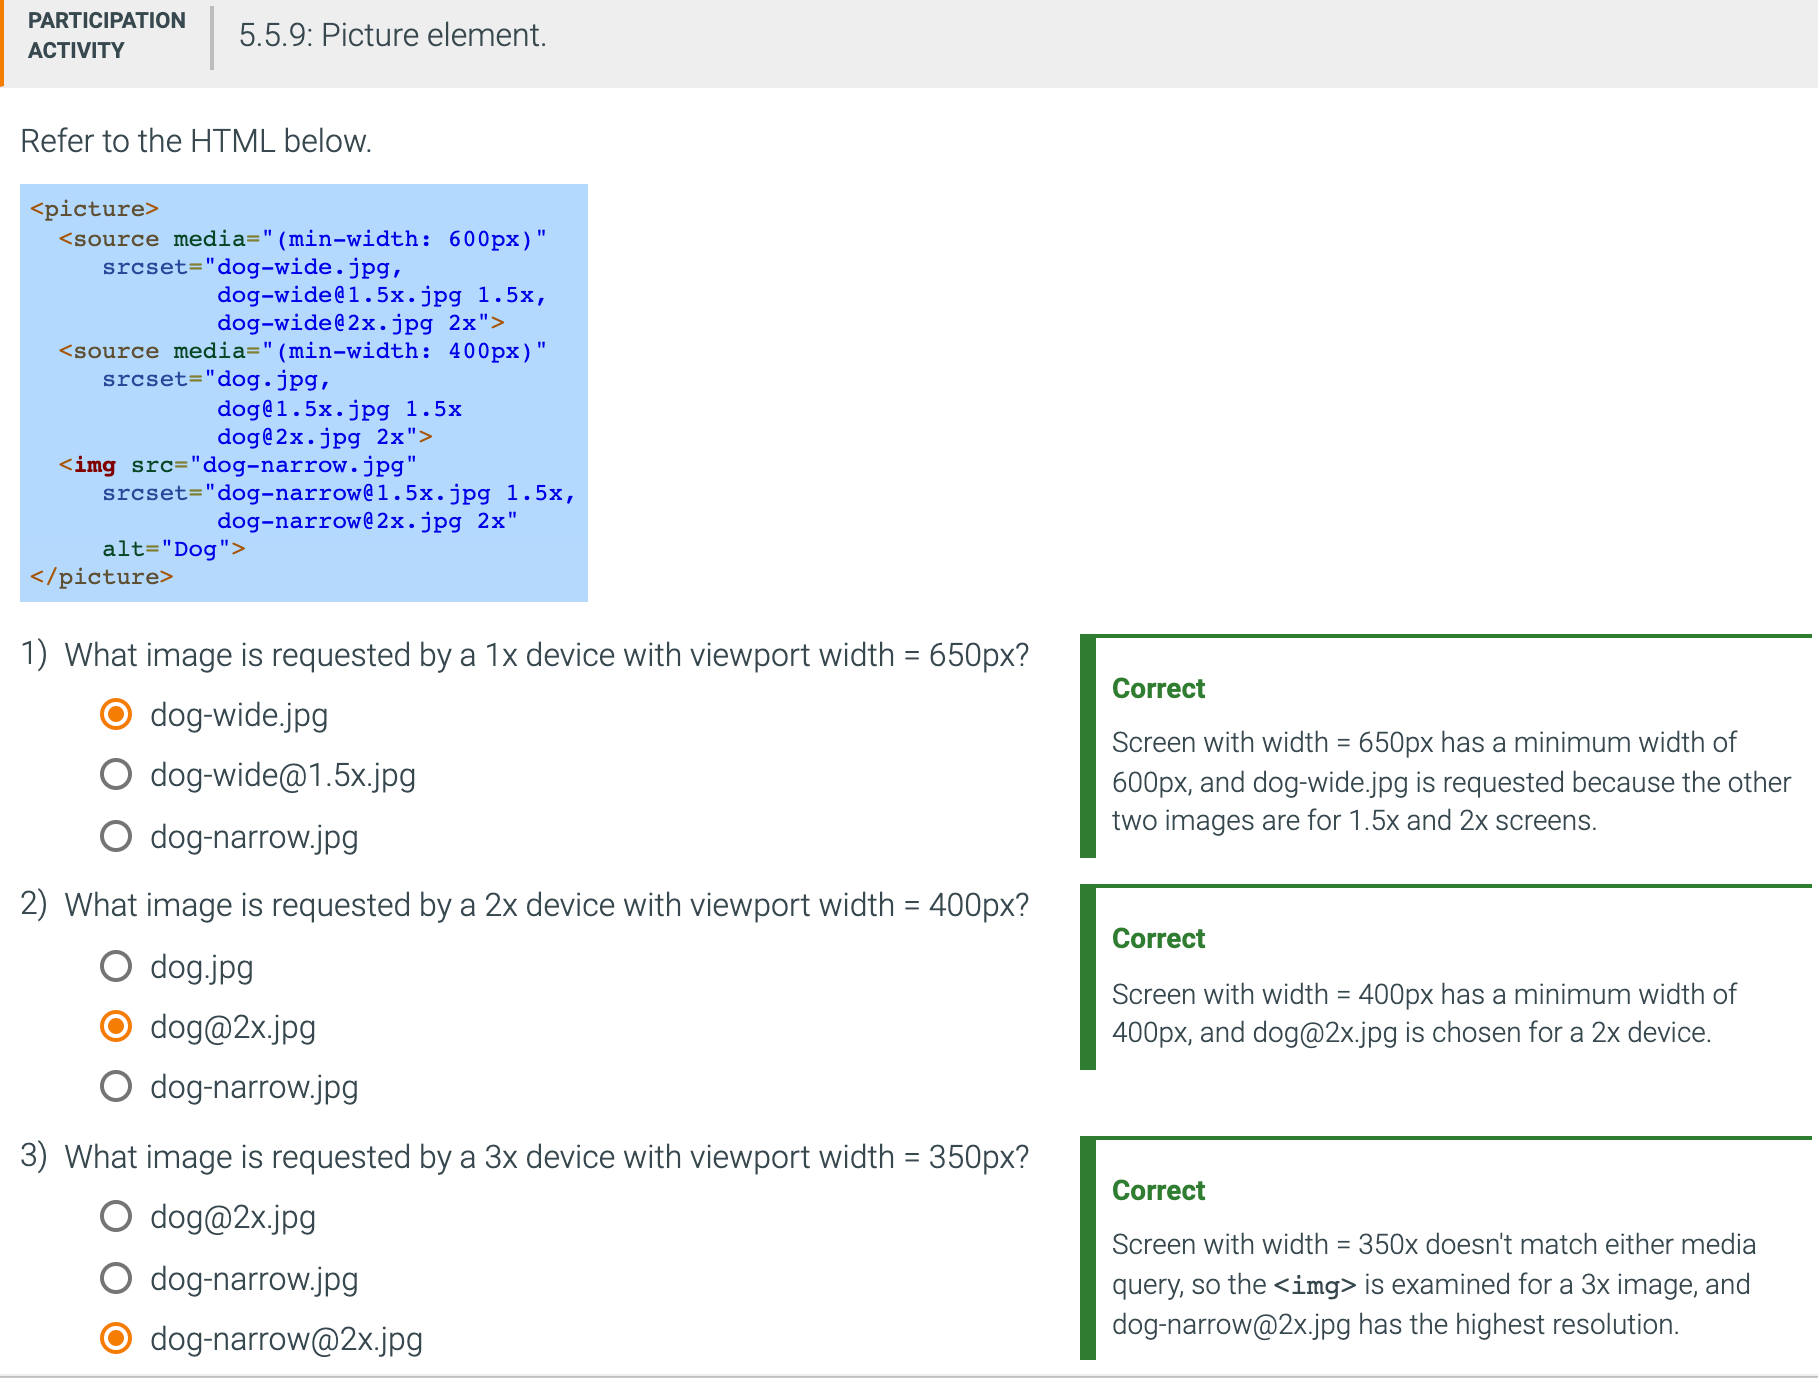 PARTICIPATION
ACTIVITY
5.5.9: Picture element.
Refer to the HTML below.
<picture>
<source media="(min-width: 600px)"
srcset="dog-wide.jpg,
dog-wide@1.5x.jpg 1.5x,
dog-wide@2x.jpg 2x">
<source media="(min-width: 400px)"
srcset="dog.jpg,
dog@1.5x.jpg 1.5x
dog@2x.jpg 2x">
<img src="dog-narrow.jpg"
srcset="dog-narrow@1.5x.jpg 1.5x,
dog-narrow@2x.jpg 2x"
alt="Dog">
</picture>
1) What image is requested by a 1x device with viewport width = 650px?
dog-wide.jpg
dog-wide@1.5x.jpg
dog-narrow.jpg
Correct
Screen with width = 650px has a minimum width of
600px, and dog-wide.jpg is requested because the other
two images are for 1.5x and 2x screens.
2) What image is requested by a 2x device with viewport width = 400px?
dog.jpg
dog@2x.jpg
dog-narrow.jpg
Correct
Screen with width = 400px has a minimum width of
400px, and dog@2x.jpg is chosen for a 2x device.
3) What image is requested by a 3x device with viewport width = 350px?
dog@2x.jpg
dog-narrow.jpg
dog-narrow@2x.jpg
Correct
Screen with width = 350x doesn't match either media
query, so the <img> is examined for a 3x image, and
dog-narrow@2x.jpg has the highest resolution.